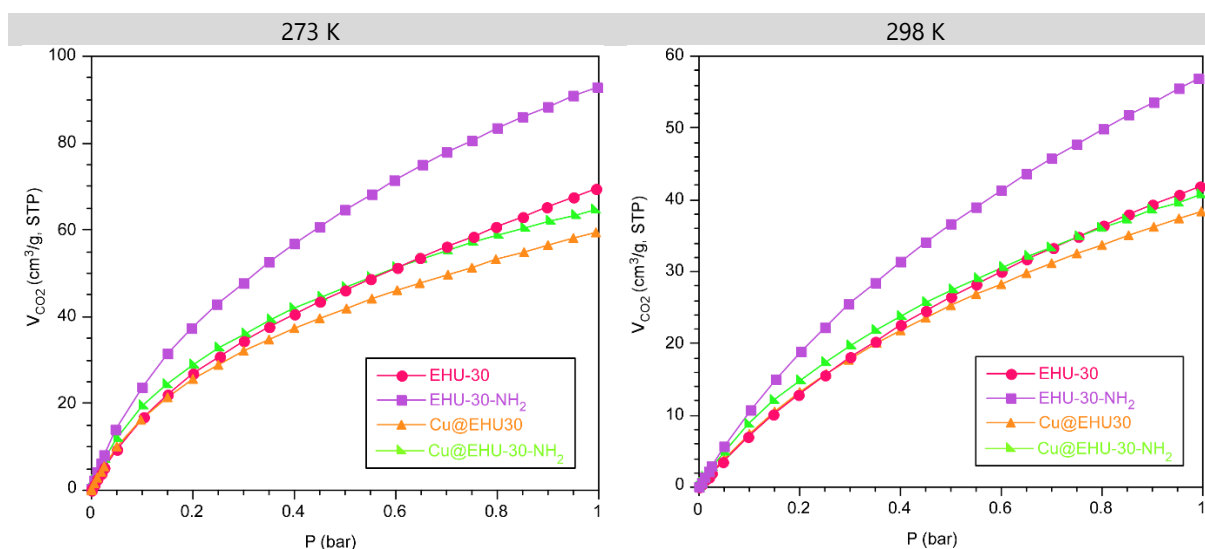 273 K
298 K
100
80
60
40
20
0
V_CO2 (cm³/g, STP)
0
0.2
0.4
0.6
0.8
1
P (bar)
EHU-30
EHU-30-NH₂
Cu@EHU30
Cu@EHU-30-NH₂
60
50
40
30
20
10
0
V_CO2 (cm³/g, STP)
0
0.2
0.4
0.6
0.8
1
P (bar)
EHU-30
EHU-30-NH₂
Cu@EHU30
Cu@EHU-30-NH₂